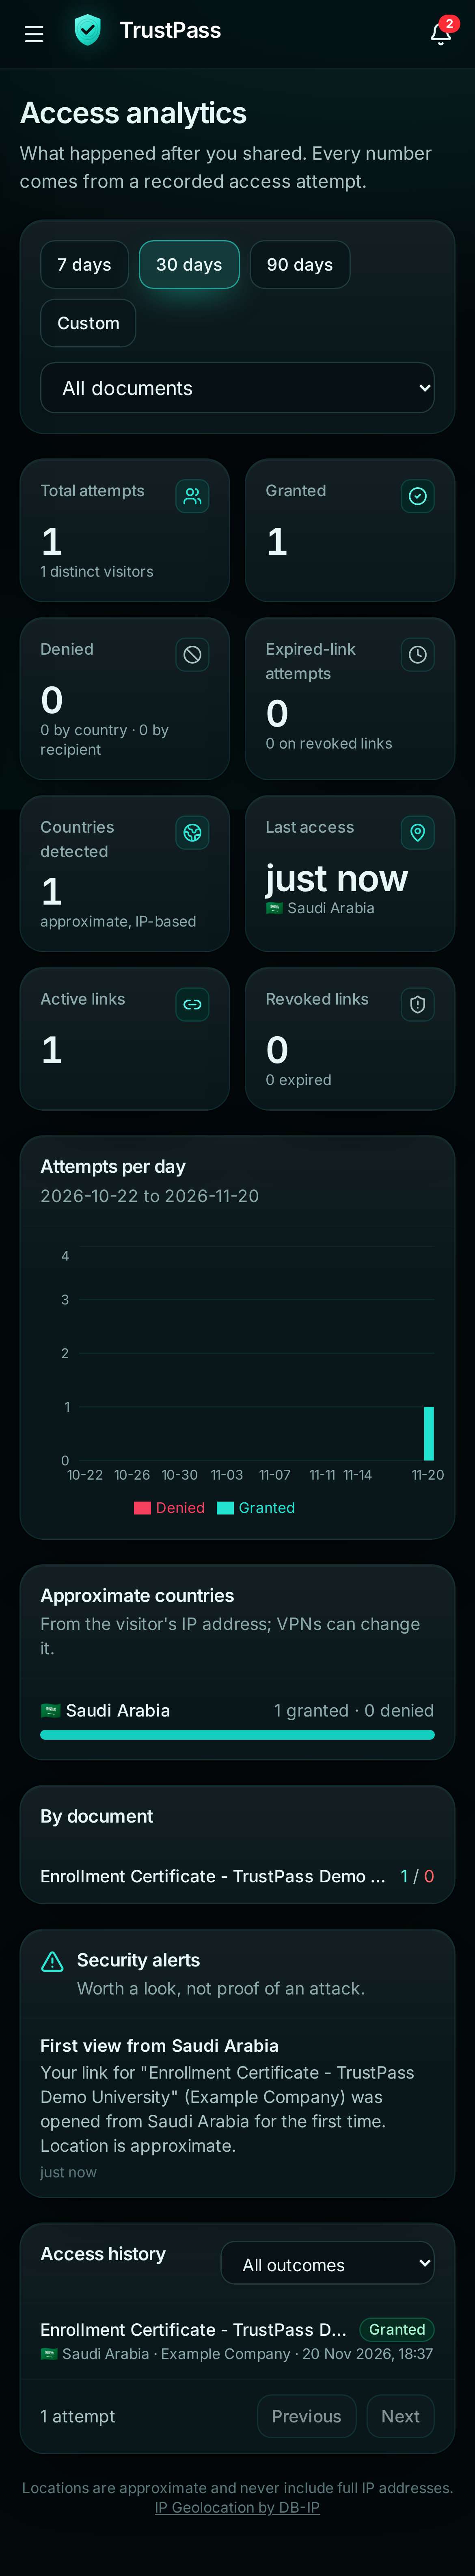 TrustPass
2
Access analytics
What happened after you shared. Every number
comes from a recorded access attempt.
7 days
30 days
90 days
Custom
All documents
Total attempts
1
1 distinct visitors
Granted
1
Denied
0
0 by country · 0 by
recipient
Expired-link
attempts
0
0 on revoked links
Countries
detected
1
approximate, IP-based
Last access
just now
🇸🇦 Saudi Arabia
Active links
1
Revoked links
0
0 expired
Attempts per day
2026-10-22 to 2026-11-20
4
3
2
1
0
10-22 10-26 10-30 11-03 11-07 11-11 11-14 11-20
Denied Granted
Approximate countries
From the visitor's IP address; VPNs can change
it.
🇸🇦 Saudi Arabia 1 granted · 0 denied
By document
Enrollment Certificate - TrustPass Demo ... 1 / 0
Security alerts
Worth a look, not proof of an attack.
First view from Saudi Arabia
Your link for "Enrollment Certificate - TrustPass
Demo University" (Example Company) was
opened from Saudi Arabia for the first time.
Location is approximate.
just now
Access history
All outcomes
Enrollment Certificate - TrustPass D... Granted
🇸🇦 Saudi Arabia · Example Company · 20 Nov 2026, 18:37
1 attempt
Previous
Next
Locations are approximate and never include full IP addresses.
IP Geolocation by DB-IP